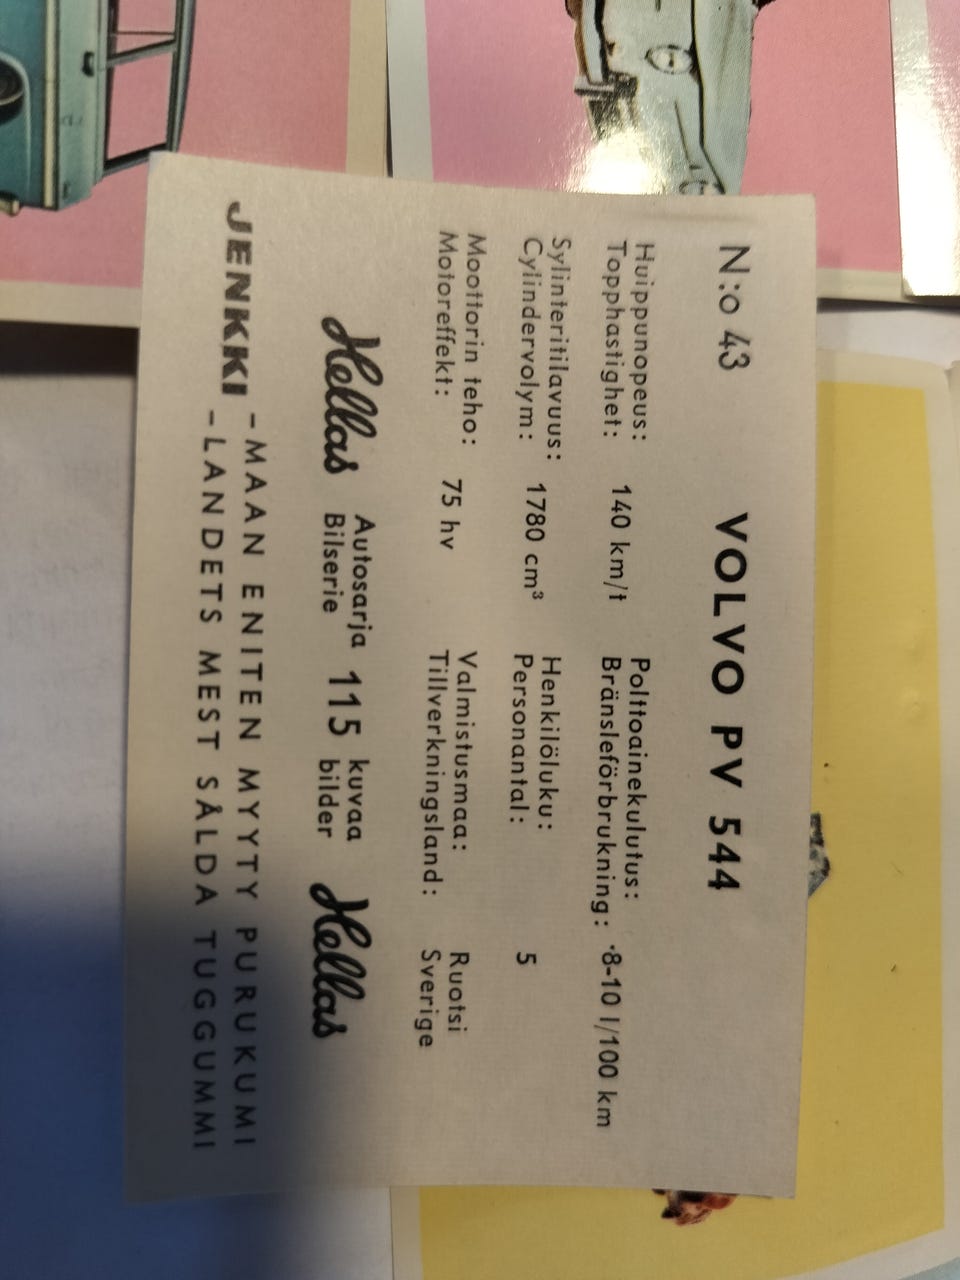 N:o 43 VOLVO PV 544
Huippunopeus: Polttoainekulutus:
Topphastighet: 140 km/t Bränsleförbrukning: 8-10 l/100 km
Sylinteritilavuus: Henkilöluku:
Cylindervolym: 1780 cm³ Personantal: 5
Moottorin teho: Valmistusmaa: Ruotsi
Motoreffekt: 75 hv Tillverkningsland: Sverige
Hellas Autosarja 115 kuvaa Hellas
Bilserie bilder
JENKKI – MAAN ENITEN MYYTY PURUKUMI
– LANDETS MEST SÅLDA TUGGUMMI